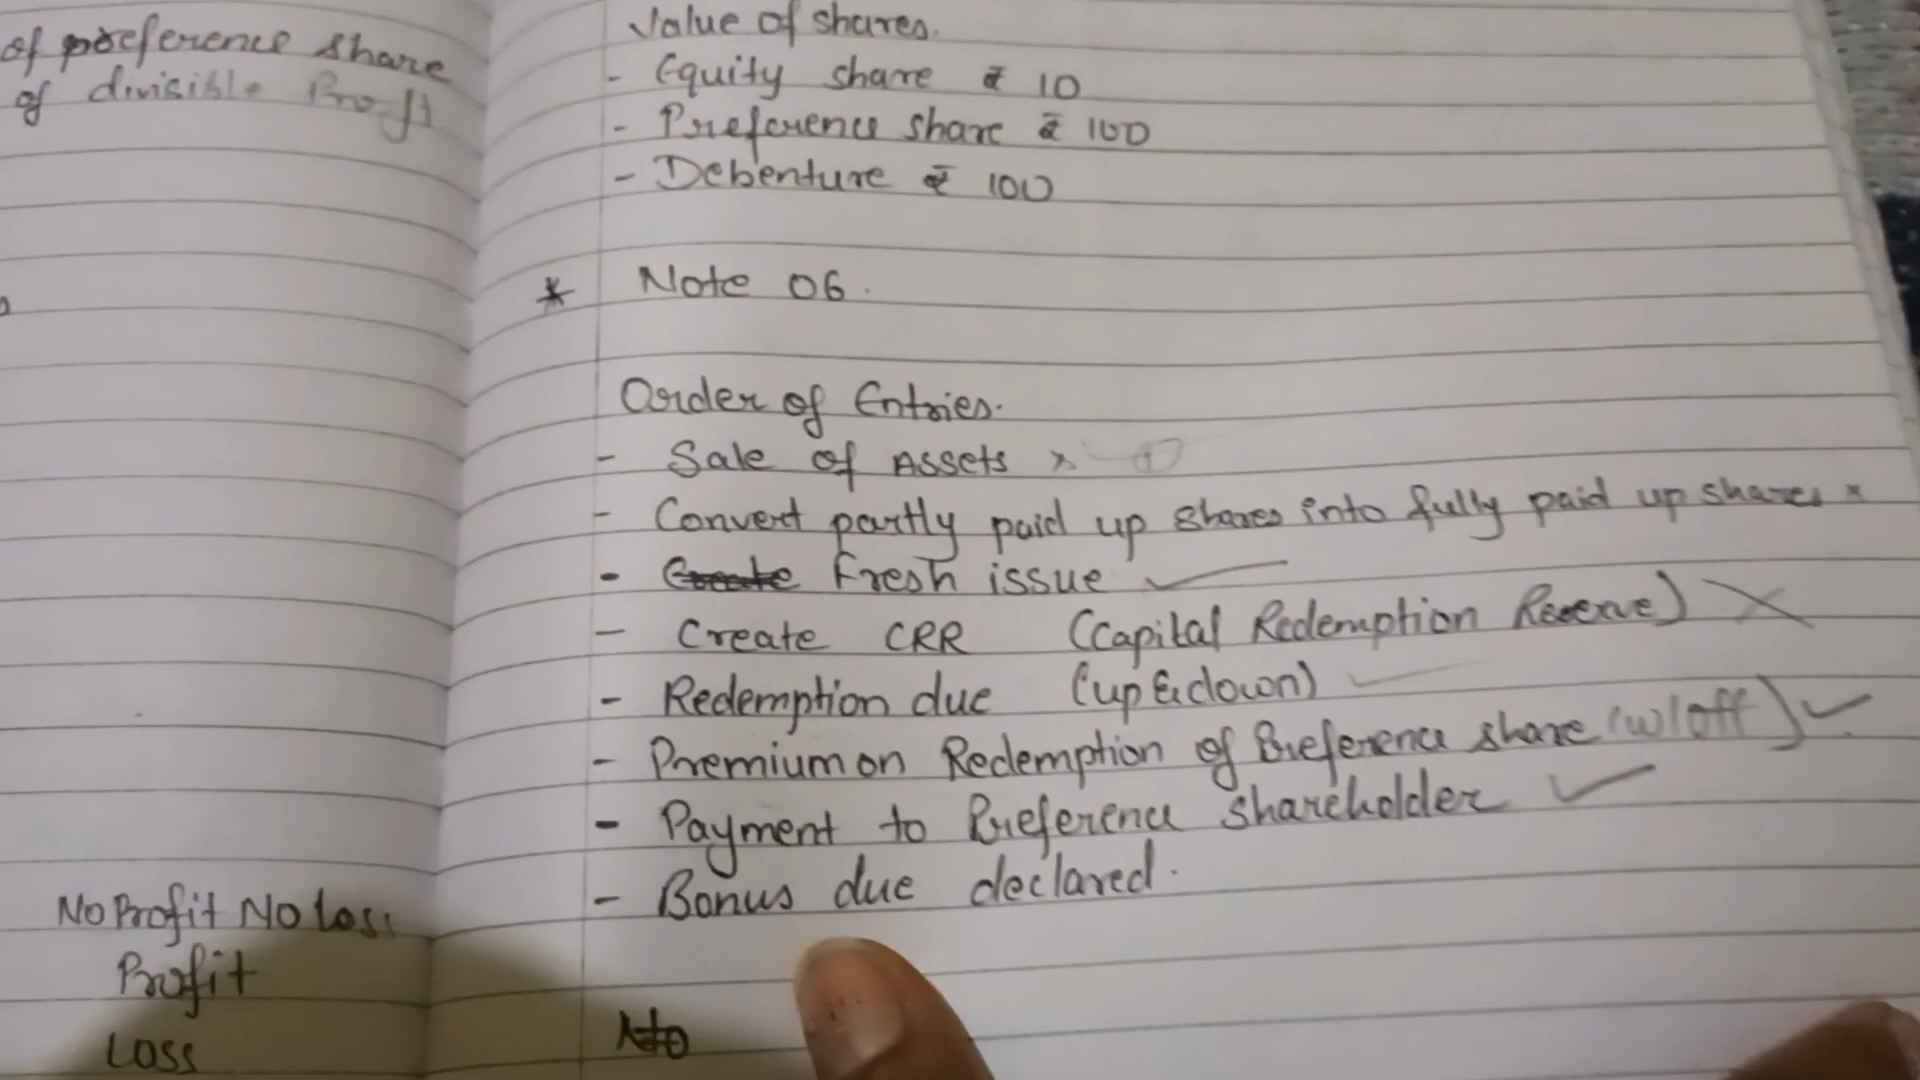 of preference share
of divisible Profit
No Profit No Loss
Profit
Loss
Value of shares.
- Equity share ₹ 10
- Preference share ₹ 100
- Debenture ₹ 100
* Note 06.
Order of Entries.
- Sale of Assets ×
- Convert partly paid up shares into fully paid up shares ×
- Create Fresh issue ✓
- Create CRR (Capital Redemption Reserve) ×
- Redemption due (up & down) ✓
- Premium on Redemption of Preference share (w/off) ✓
- Payment to Preference shareholder ✓
- Bonus due declared.